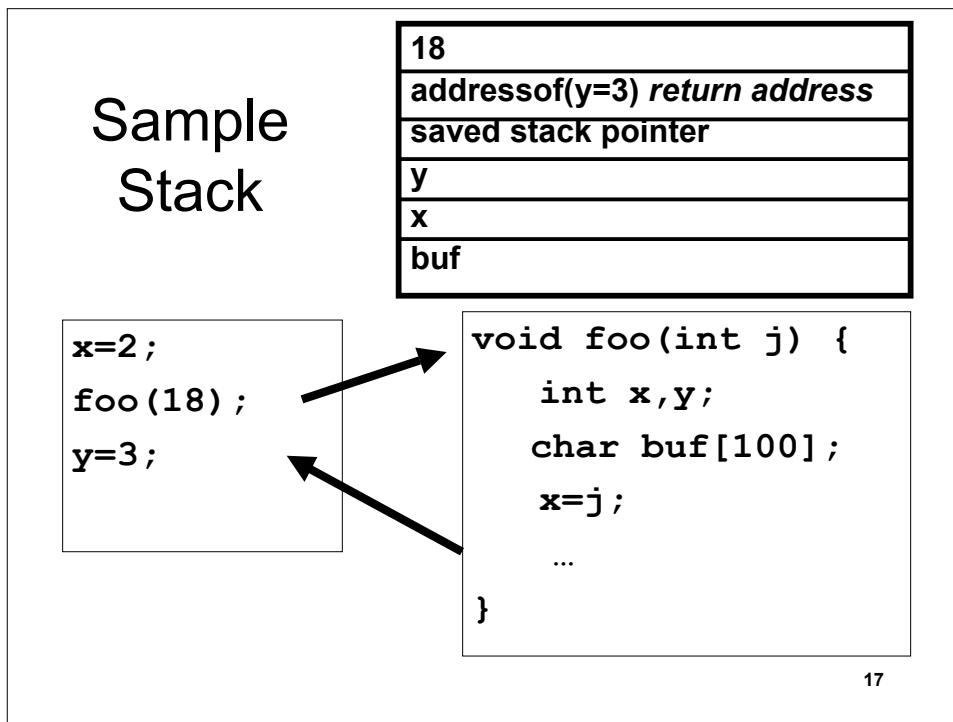 Sample
Stack
18
addressof(y=3) return address
saved stack pointer
y
x
buf
x=2;
foo(18);
y=3;
void foo(int j) {
int x,y;
char buf[100];
x=j;
…
}
17